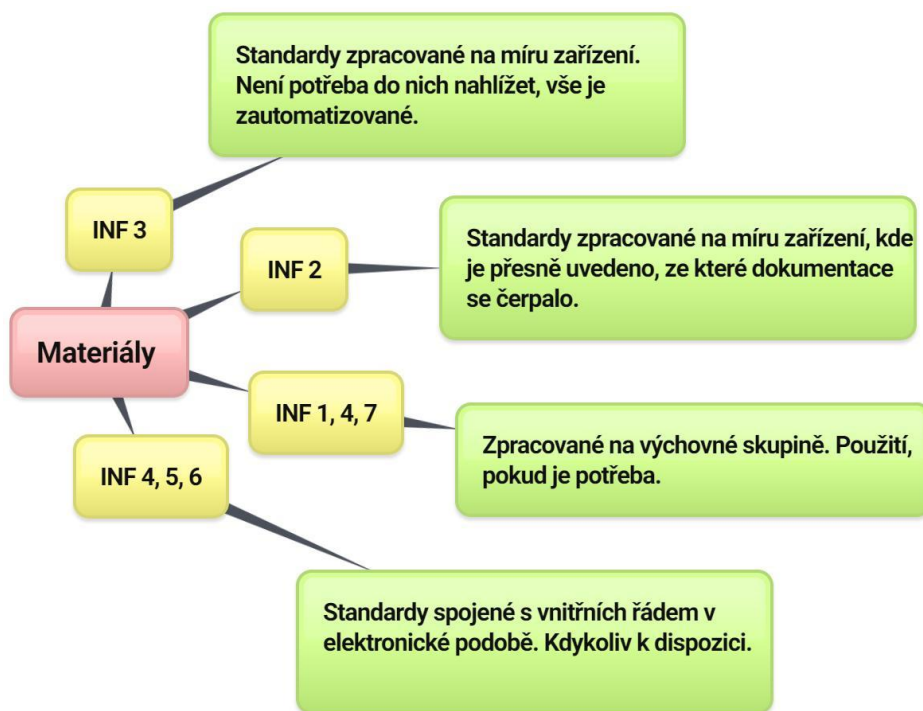 Standardy zpracované na míru zařízení.
Není potřeba do nich nahlížet, vše je
zautomatizované.
INF 3
INF 2
Standardy zpracované na míru zařízení, kde
je přesně uvedeno, ze které dokumentace
se čerpalo.
Materiály
INF 1, 4, 7
Zpracované na výchovné skupině. Použití,
pokud je potřeba.
INF 4, 5, 6
Standardy spojené s vnitřních řádem v
elektronické podobě. Kdykoliv k dispozici.